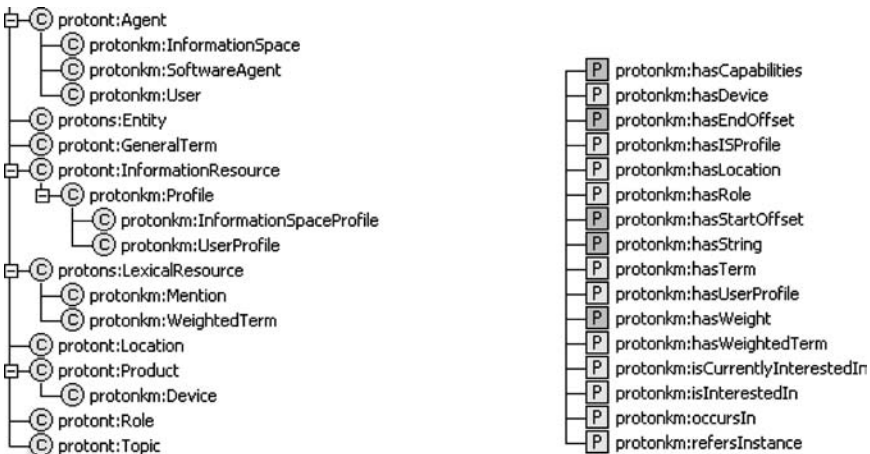 C protont:Agent
C protonkm:InformationSpace
C protonkm:SoftwareAgent
C protonkm:User
C protons:Entity
C protont:GeneralTerm
C protont:InformationResource
C protonkm:Profile
C protonkm:InformationSpaceProfile
C protonkm:UserProfile
C protons:LexicalResource
C protonkm:Mention
C protonkm:WeightedTerm
C protont:Location
C protont:Product
C protonkm:Device
C protont:Role
C protont:Topic
P protonkm:hasCapabilities
P protonkm:hasDevice
P protonkm:hasEndOffset
P protonkm:hasISProfile
P protonkm:hasLocation
P protonkm:hasRole
P protonkm:hasStartOffset
P protonkm:hasString
P protonkm:hasTerm
P protonkm:hasUserProfile
P protonkm:hasWeight
P protonkm:hasWeightedTerm
P protonkm:isCurrentlyInterestedIn
P protonkm:isInterestedIn
P protonkm:occursIn
P protonkm:refersInstance